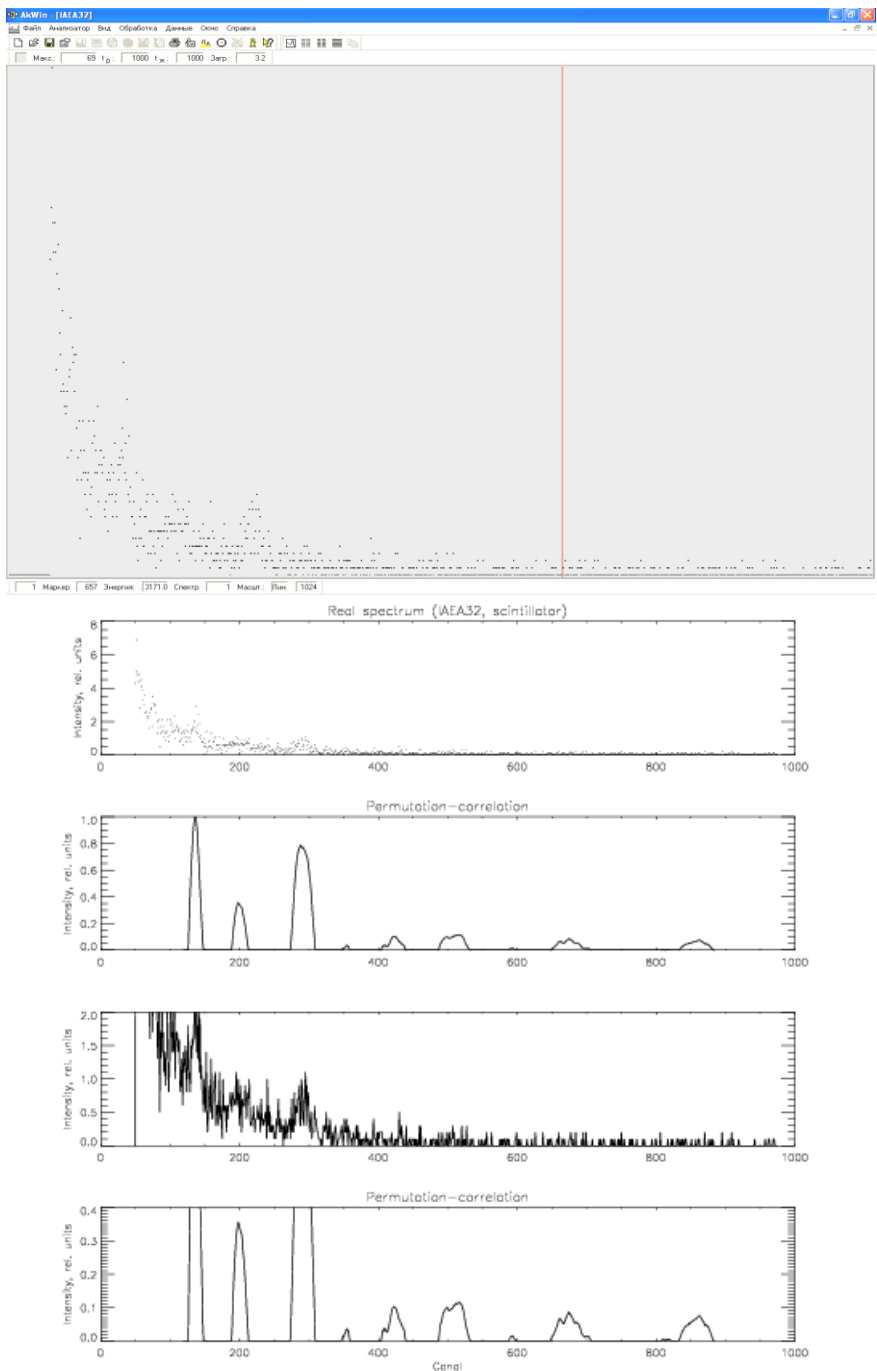 AkWin - [IAEA32]
Файл Анализатор Вид Обработка Данные Окно Справка
Макс.: 69 t р : 1000 t ж : 1000 Загр.: 3.2
1 Маркер: 657 Энергия: 3171.0 Спектр: 1 Масшт.: Лин. 1024
Real spectrum (IAEA32, scintillator)
Intensity, rel. units
8
6
4
2
0
0 200 400 600 800 1000
Permutation-correlation
Intensity, rel. units
1.0
0.8
0.6
0.4
0.2
0.0
0 200 400 600 800 1000
Intensity, rel. units
2.0
1.5
1.0
0.5
0.0
0 200 400 600 800 1000
Permutation-correlation
Intensity, rel. units
0.4
0.3
0.2
0.1
0.0
0 200 400 600 800 1000
Canal